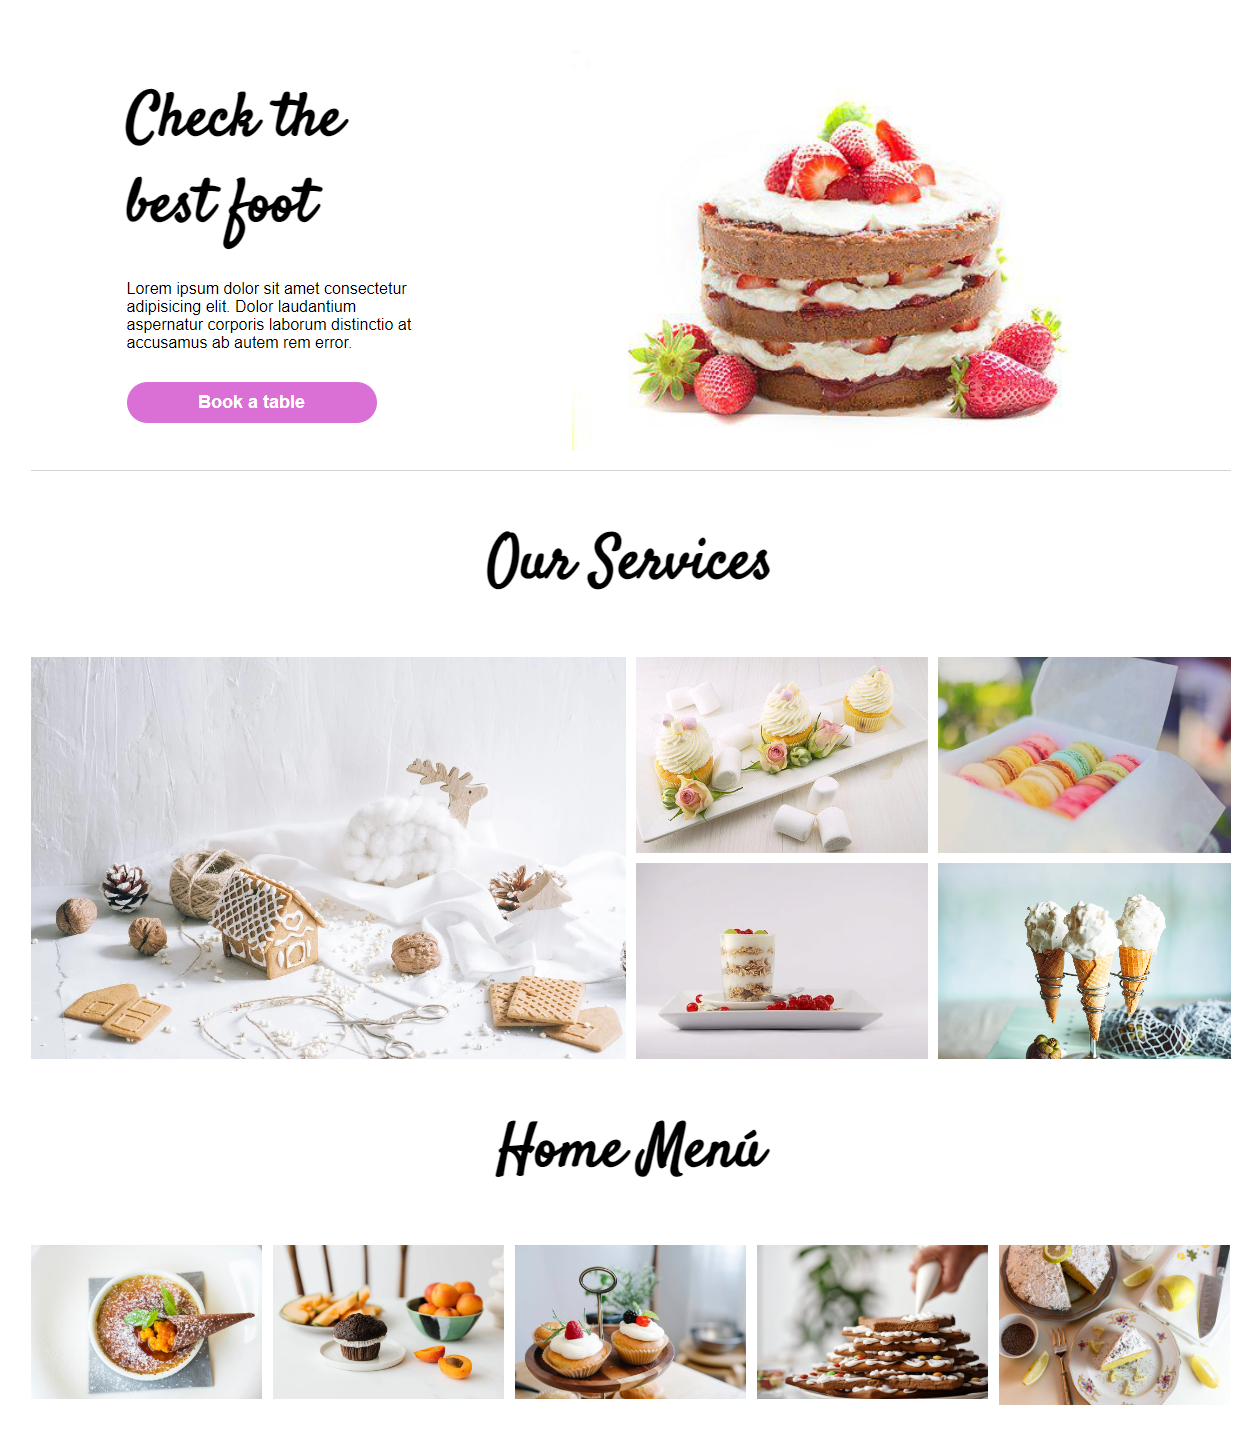 Check the
best foot
Lorem ipsum dolor sit amet consectetur
adipisicing elit. Dolor laudantium
aspernatur corporis laborum distinctio at
accusamus ab autem rem error.
Book a table
Our Services
Home Menú